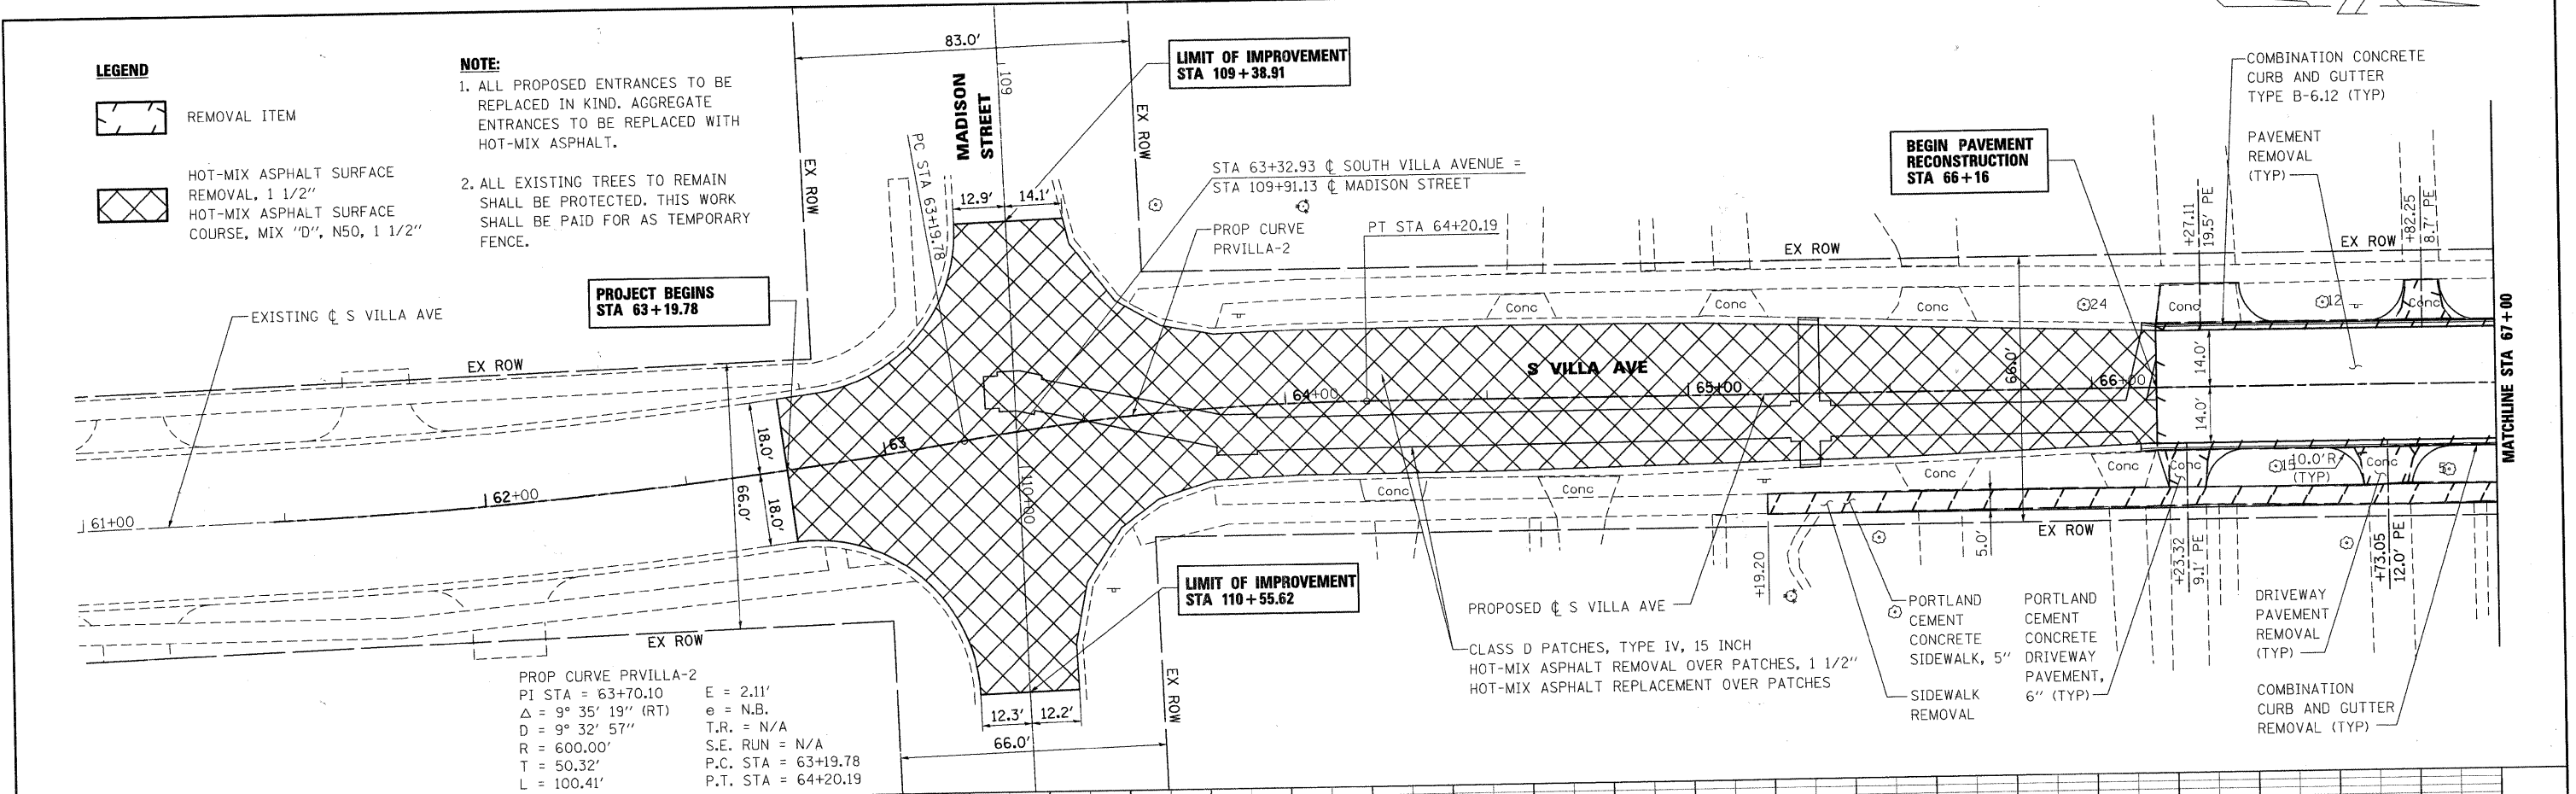 LEGEND
REMOVAL ITEM
HOT-MIX ASPHALT SURFACE
REMOVAL, 1 1/2"
HOT-MIX ASPHALT SURFACE
COURSE, MIX "D", N50, 1 1/2"
NOTE:
1. ALL PROPOSED ENTRANCES TO BE
REPLACED IN KIND. AGGREGATE
ENTRANCES TO BE REPLACED WITH
HOT-MIX ASPHALT.
2. ALL EXISTING TREES TO REMAIN
SHALL BE PROTECTED. THIS WORK
SHALL BE PAID FOR AS TEMPORARY
FENCE.
83.0'
109
MADISON
STREET
LIMIT OF IMPROVEMENT
STA 109+38.91
EX ROW
EX ROW
PC STA 63+19.78
12.9'
14.1'
STA 63+32.93 ℄ SOUTH VILLA AVENUE =
STA 109+91.13 ℄ MADISON STREET
PROP CURVE
PRVILLA-2
PT STA 64+20.19
BEGIN PAVEMENT
RECONSTRUCTION
STA 66+16
COMBINATION CONCRETE
CURB AND GUTTER
TYPE B-6.12 (TYP)
PAVEMENT
REMOVAL
(TYP)
+27.11
19.5' PE
+82.25
8.7' PE
EX ROW
EX ROW
PROJECT BEGINS
STA 63+19.78
EXISTING ℄ S VILLA AVE
EX ROW
Conc
Conc
Conc
24
Conc
12
Conc
S VILLA AVE
66.0'
14.0'
14.0'
MATCHLINE STA 67+00
61+00
62+00
63
64+00
65+00
66+00
18.0'
18.0'
66.0'
110+00
Conc
Conc
Conc
Conc
Conc
15
10.0'R
(TYP)
Conc
5
EX ROW
5.0'
+19.20
+23.32
9.1' PE
+73.05
12.0' PE
LIMIT OF IMPROVEMENT
STA 110+55.62
EX ROW
EX ROW
12.3'
12.2'
66.0'
PROPOSED ℄ S VILLA AVE
CLASS D PATCHES, TYPE IV, 15 INCH
HOT-MIX ASPHALT REMOVAL OVER PATCHES, 1 1/2"
HOT-MIX ASPHALT REPLACEMENT OVER PATCHES
PORTLAND
CEMENT
CONCRETE
SIDEWALK, 5"
SIDEWALK
REMOVAL
PORTLAND
CEMENT
CONCRETE
DRIVEWAY
PAVEMENT,
6" (TYP)
DRIVEWAY
PAVEMENT
REMOVAL
(TYP)
COMBINATION
CURB AND GUTTER
REMOVAL (TYP)
PROP CURVE PRVILLA-2
PI STA = 63+70.10
Δ = 9° 35' 19" (RT)
D = 9° 32' 57"
R = 600.00'
T = 50.32'
L = 100.41'
E = 2.11'
e = N.B.
T.R. = N/A
S.E. RUN = N/A
P.C. STA = 63+19.78
P.T. STA = 64+20.19